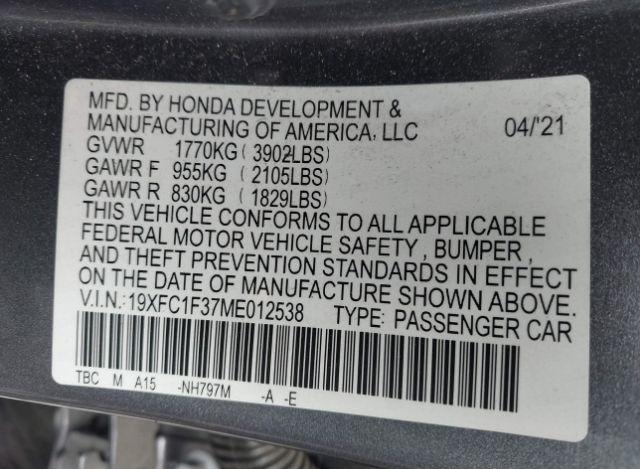 MFD. BY HONDA DEVELOPMENT &
MANUFACTURING OF AMERICA, LLC 04/'21
GVWR 1770KG ( 3902LBS)
GAWR F 955KG ( 2105LBS)
GAWR R 830KG ( 1829LBS)
THIS VEHICLE CONFORMS TO ALL APPLICABLE
FEDERAL MOTOR VEHICLE SAFETY , BUMPER ,
AND THEFT PREVENTION STANDARDS IN EFFECT
ON THE DATE OF MANUFACTURE SHOWN ABOVE.
V.I.N.:19XFC1F37ME012538 TYPE: PASSENGER CAR
TBC M A15 -NH797M -A -E